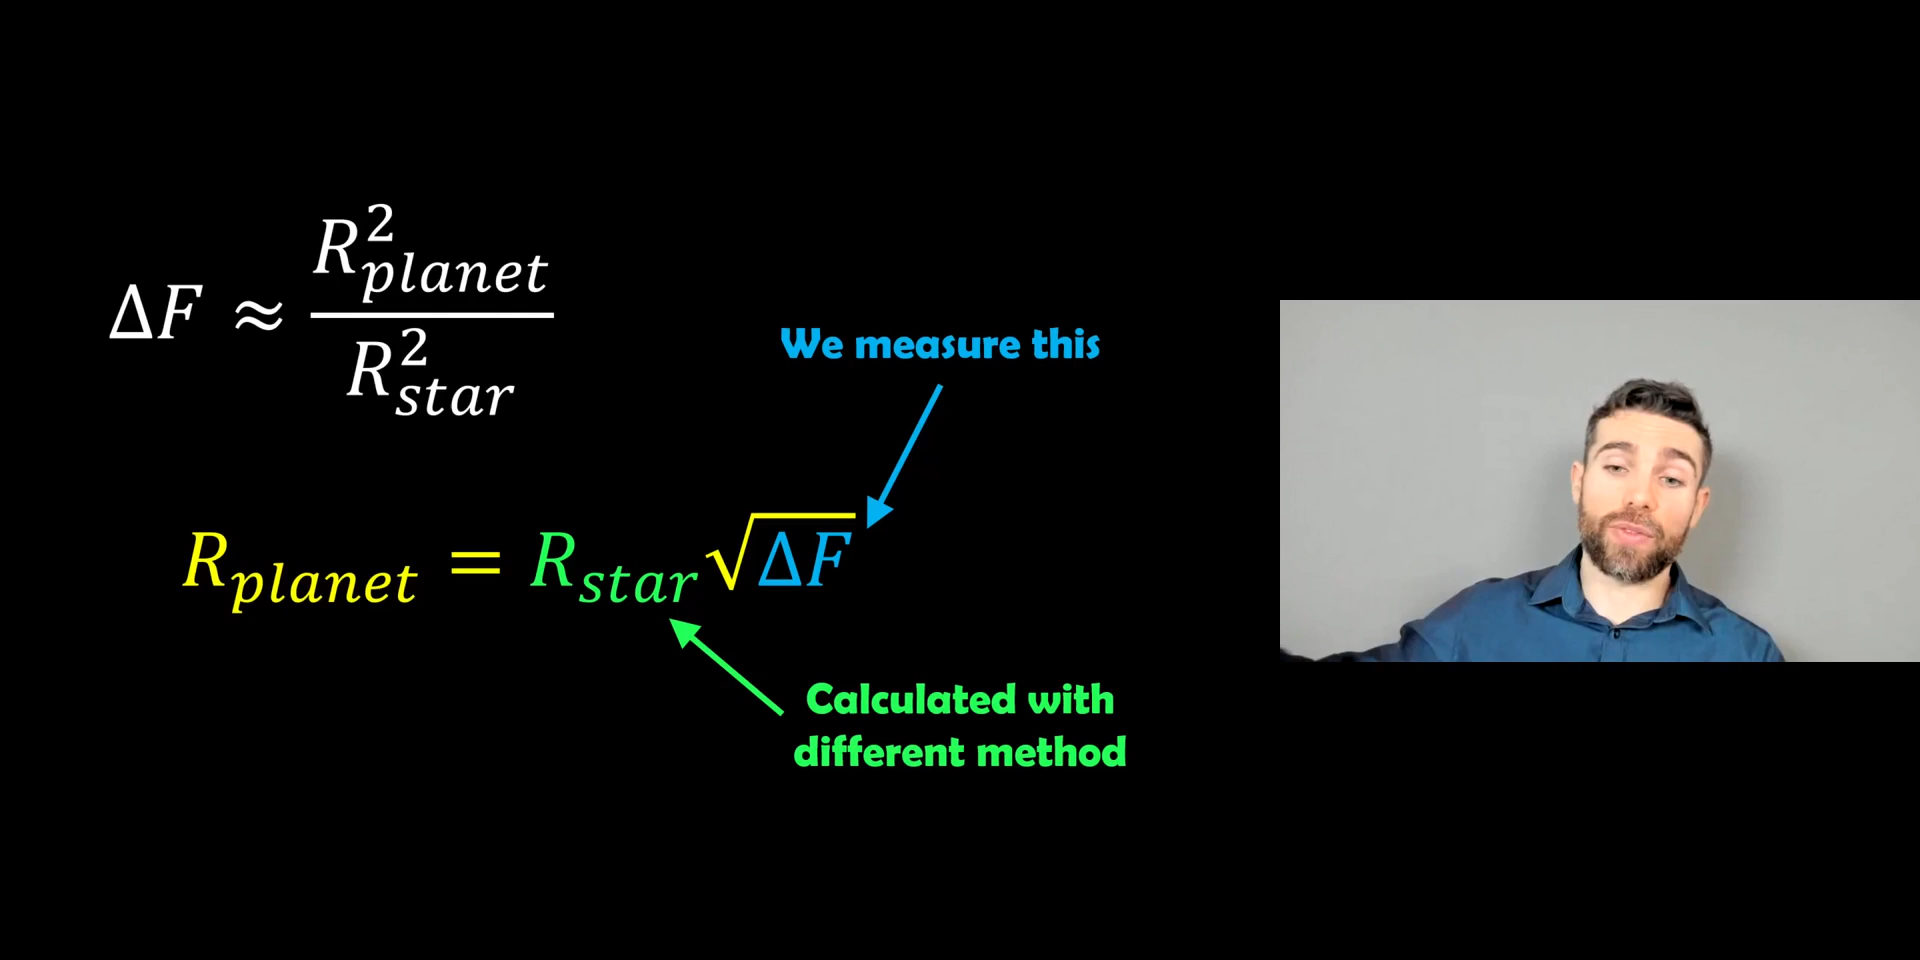 ΔF ≈ R²planet / R²star
We measure this
Rplanet = Rstar√ΔF
Calculated with
different method